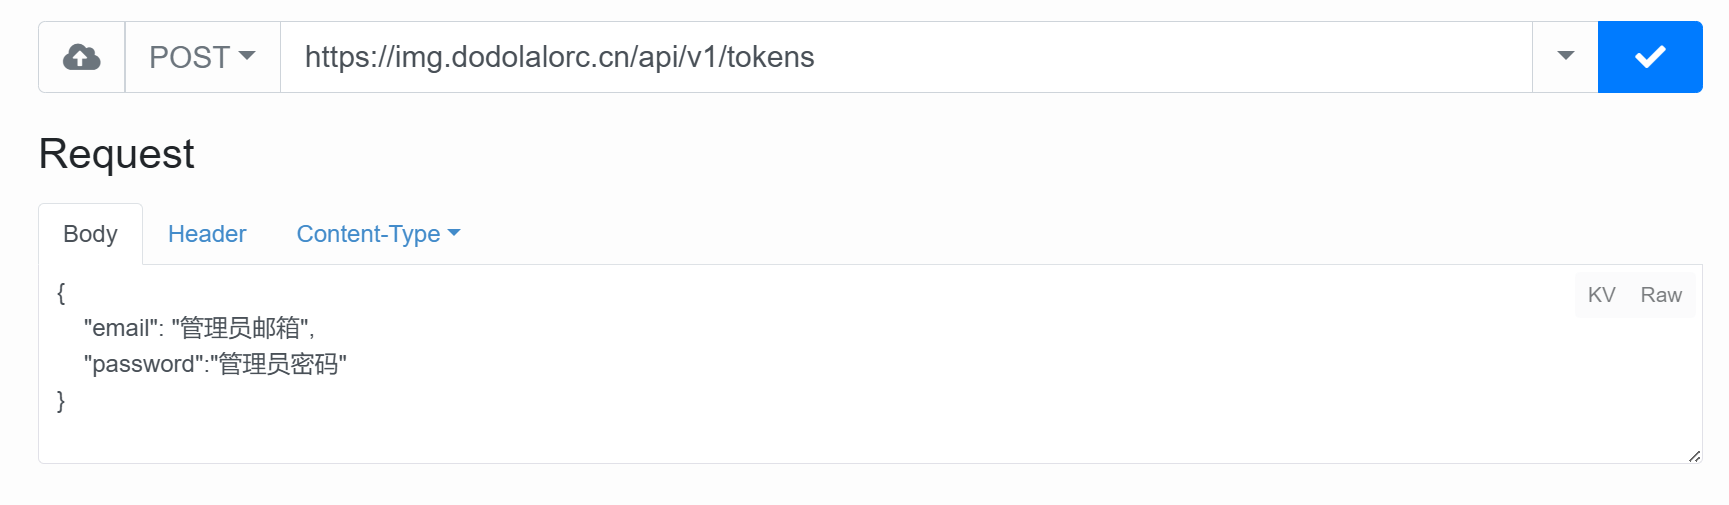 POST
https://img.dodolalorc.cn/api/v1/tokens
Request
Body Header Content-Type
KV Raw
{
"email": "管理员邮箱",
"password":"管理员密码"
}